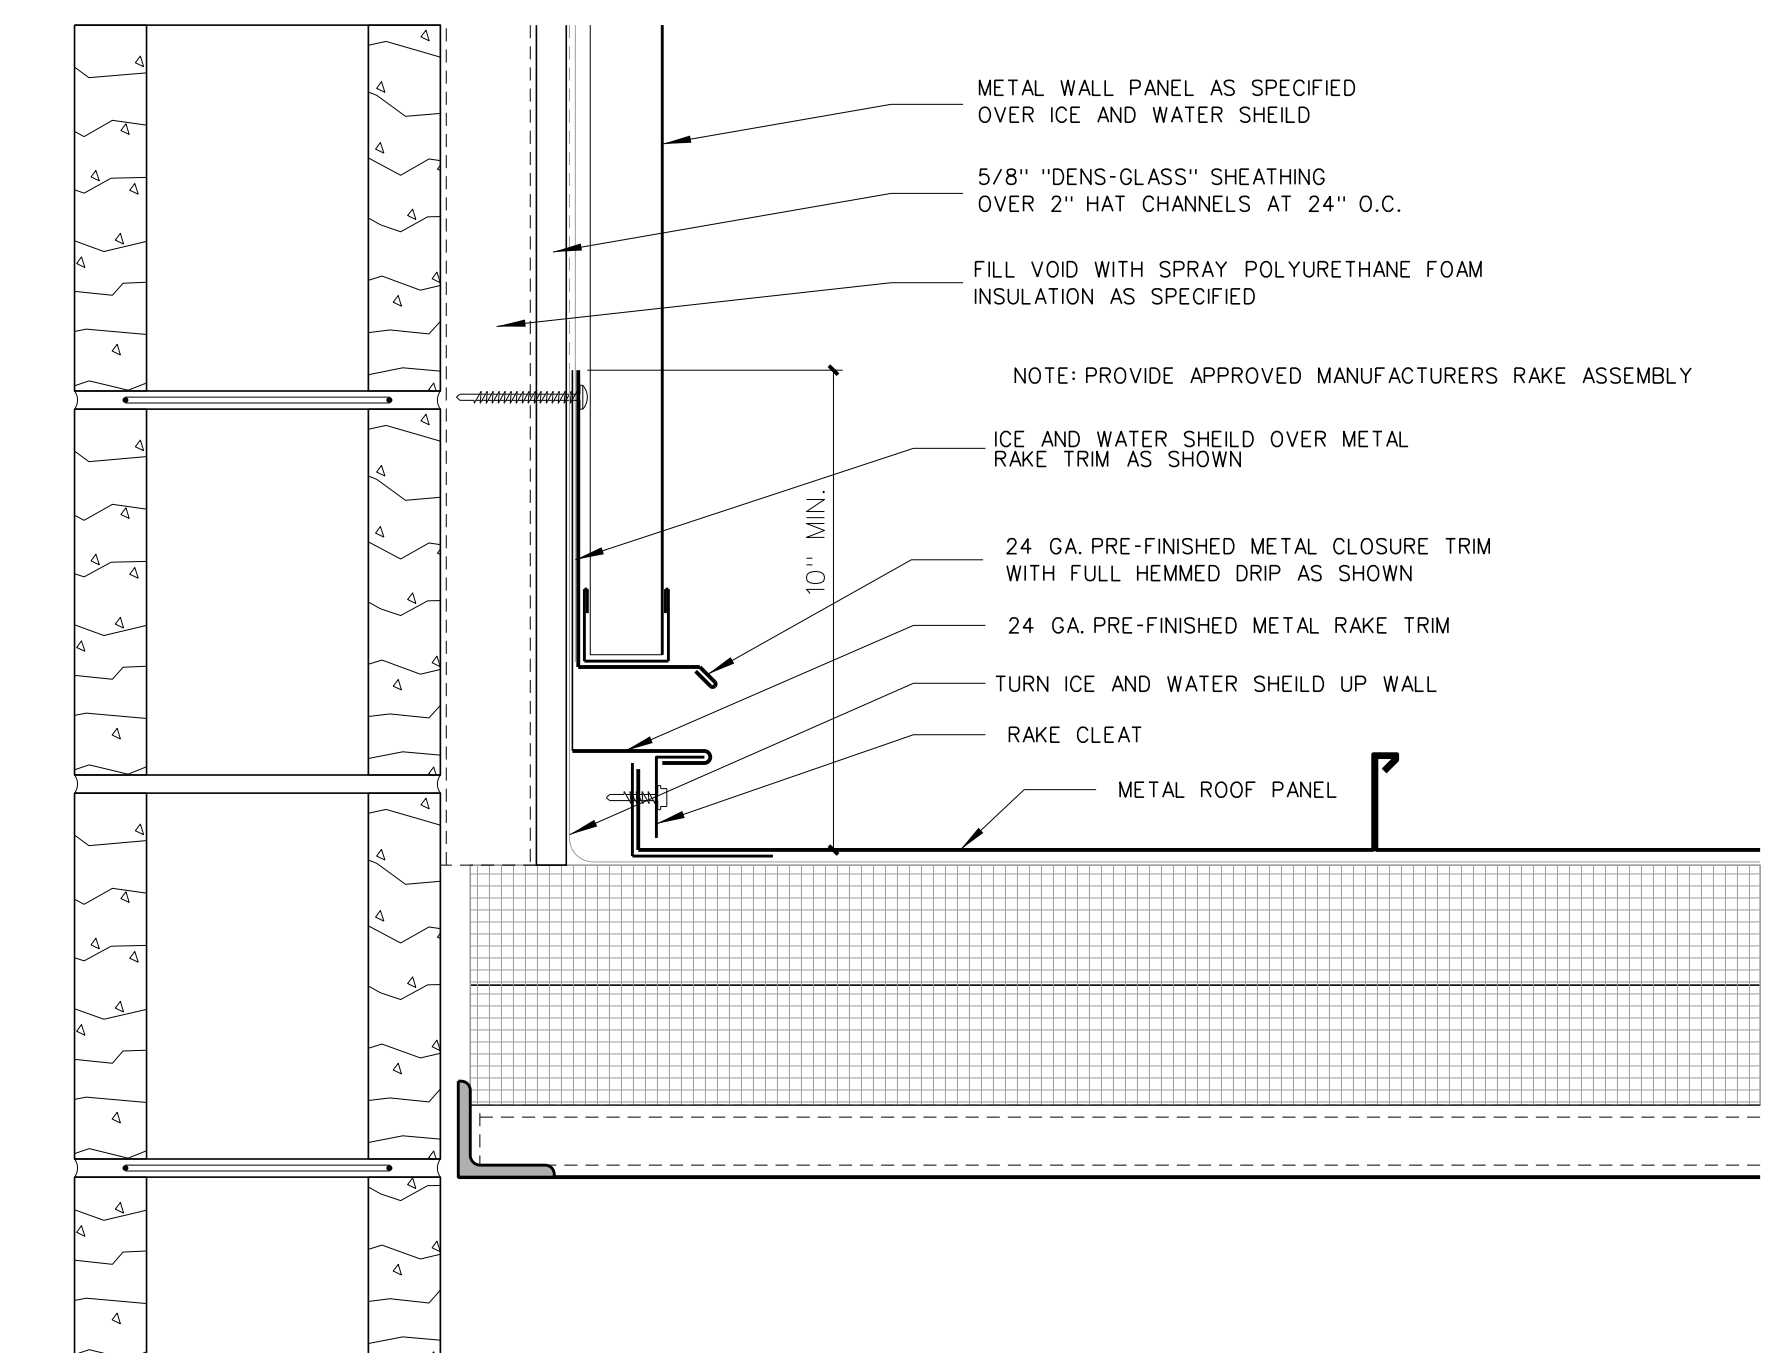 METAL WALL PANEL AS SPECIFIED
OVER ICE AND WATER SHEILD
5/8" "DENS-GLASS" SHEATHING
OVER 2" HAT CHANNELS AT 24" O.C.
FILL VOID WITH SPRAY POLYURETHANE FOAM
INSULATION AS SPECIFIED
NOTE: PROVIDE APPROVED MANUFACTURERS RAKE ASSEMBLY
ICE AND WATER SHEILD OVER METAL
RAKE TRIM AS SHOWN
10" MIN.
24 GA. PRE-FINISHED METAL CLOSURE TRIM
WITH FULL HEMMED DRIP AS SHOWN
24 GA. PRE-FINISHED METAL RAKE TRIM
TURN ICE AND WATER SHEILD UP WALL
RAKE CLEAT
METAL ROOF PANEL